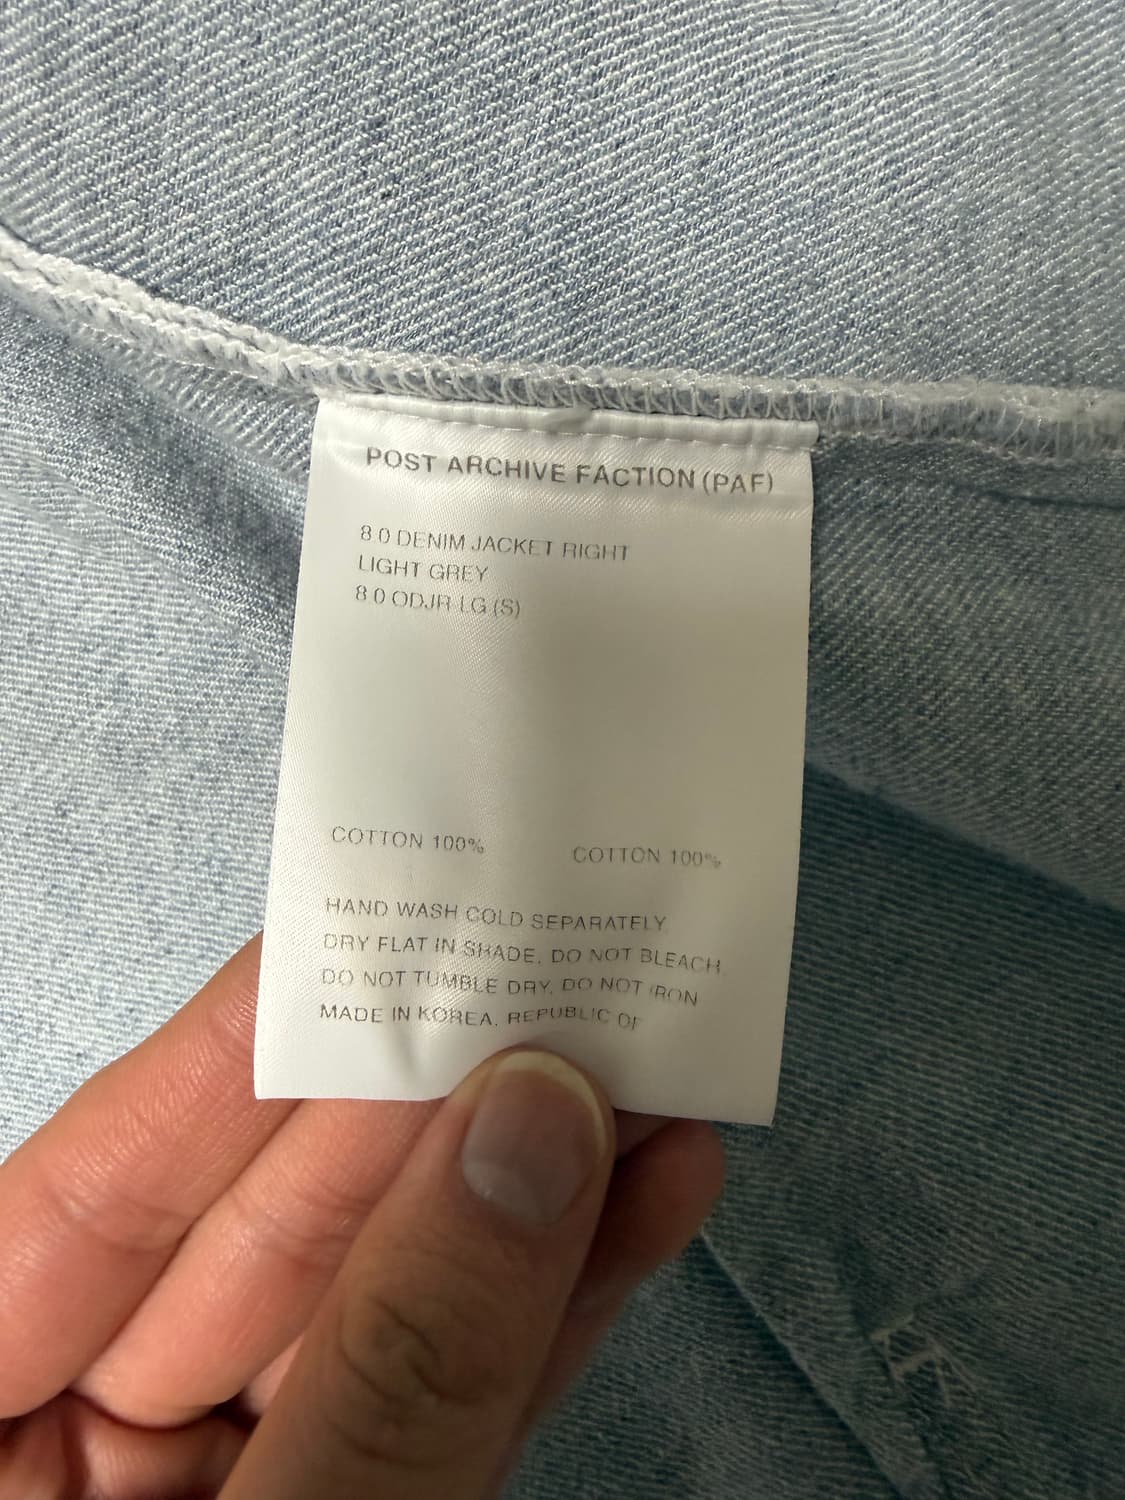 POST ARCHIVE FACTION (PAF)
8 0 DENIM JACKET RIGHT
LIGHT GREY
8 0 ODJR LG (S)
COTTON 100%
COTTON 100%
HAND WASH COLD SEPARATELY
DRY FLAT IN SHADE, DO NOT BLEACH,
DO NOT TUMBLE DRY, DO NOT IRON
MADE IN KOREA, REPUBLIC OF